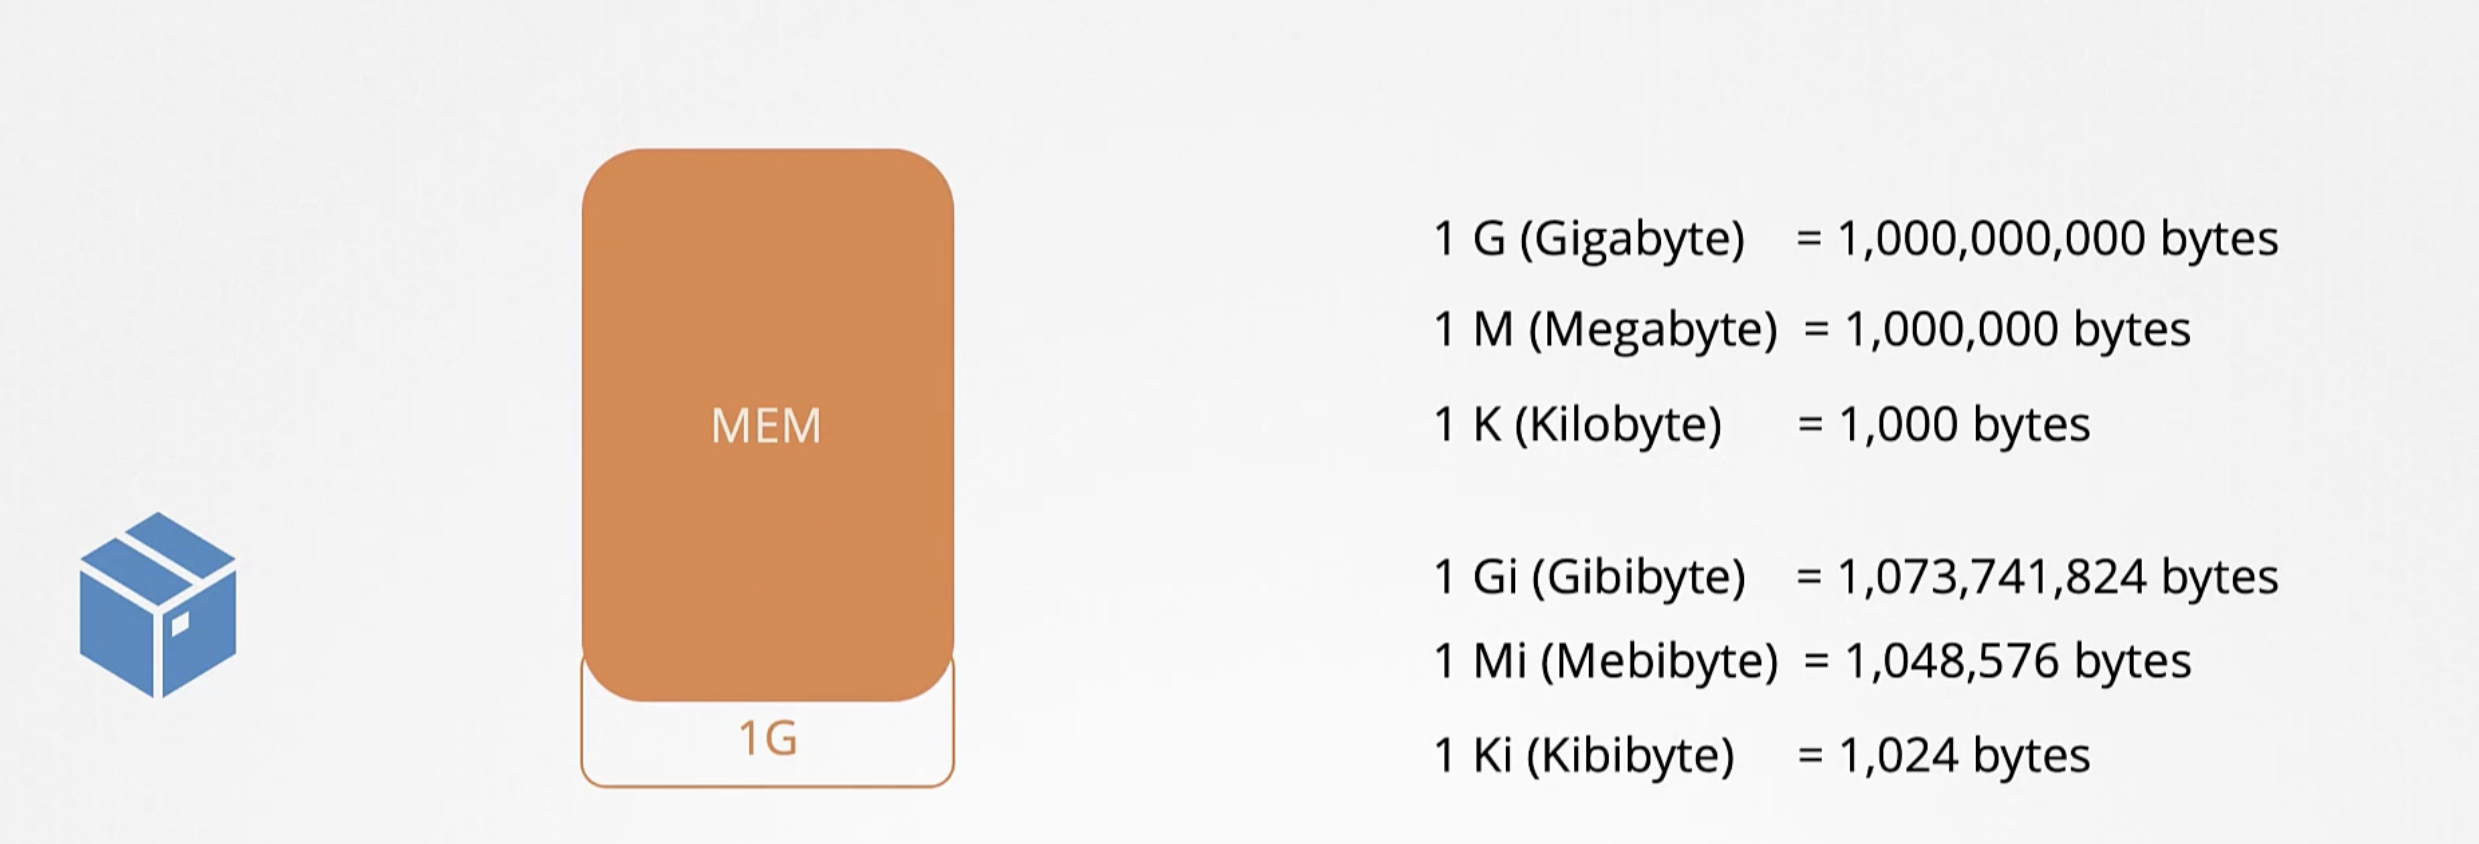 MEM
1G
1 G (Gigabyte) = 1,000,000,000 bytes
1 M (Megabyte) = 1,000,000 bytes
1 K (Kilobyte) = 1,000 bytes
1 Gi (Gibibyte) = 1,073,741,824 bytes
1 Mi (Mebibyte) = 1,048,576 bytes
1 Ki (Kibibyte) = 1,024 bytes